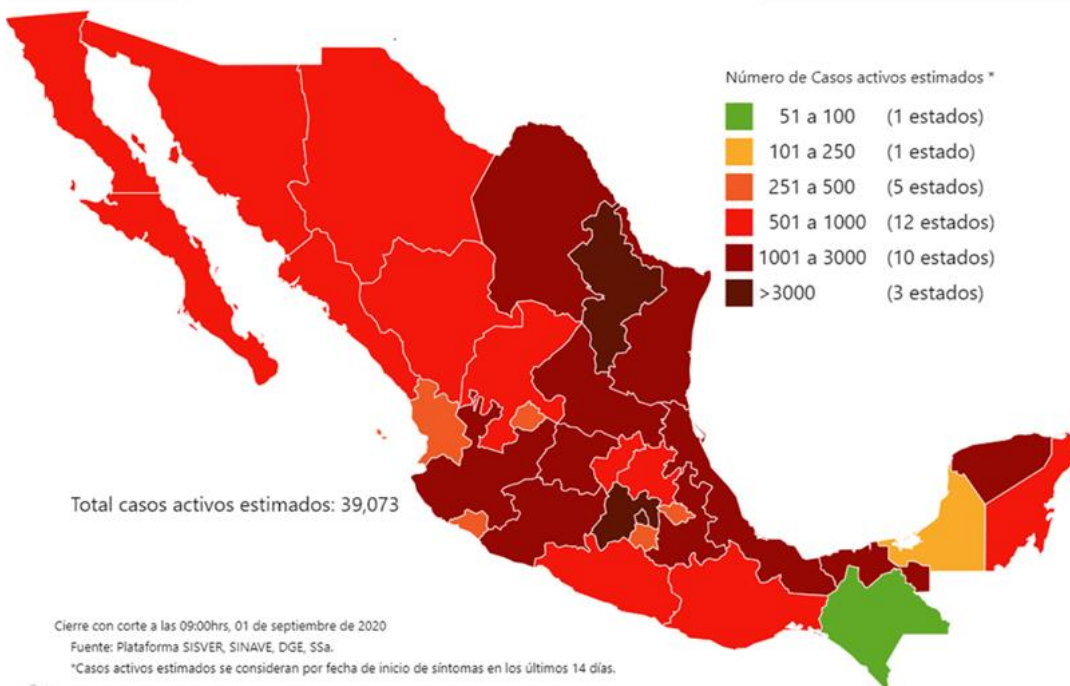 Número de Casos activos estimados *
51 a 100 (1 estados)
101 a 250 (1 estado)
251 a 500 (5 estados)
501 a 1000 (12 estados)
1001 a 3000 (10 estados)
>3000 (3 estados)
Total casos activos estimados: 39,073
Cierre con corte a las 09:00hrs, 01 de septiembre de 2020
Fuente: Plataforma SISVER, SINAVE, DGE, SSa.
*Casos activos estimados se consideran por fecha de inicio de síntomas en los últimos 14 días.